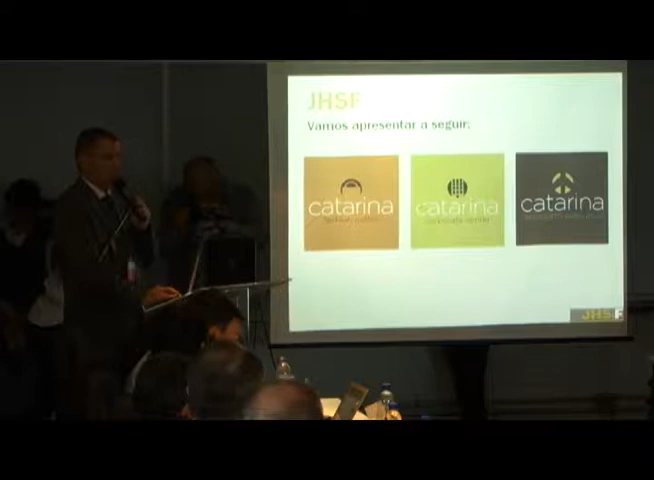 JHSF
Vamos apresentar a seguir:
catarina
catarina
catarina
JHSF